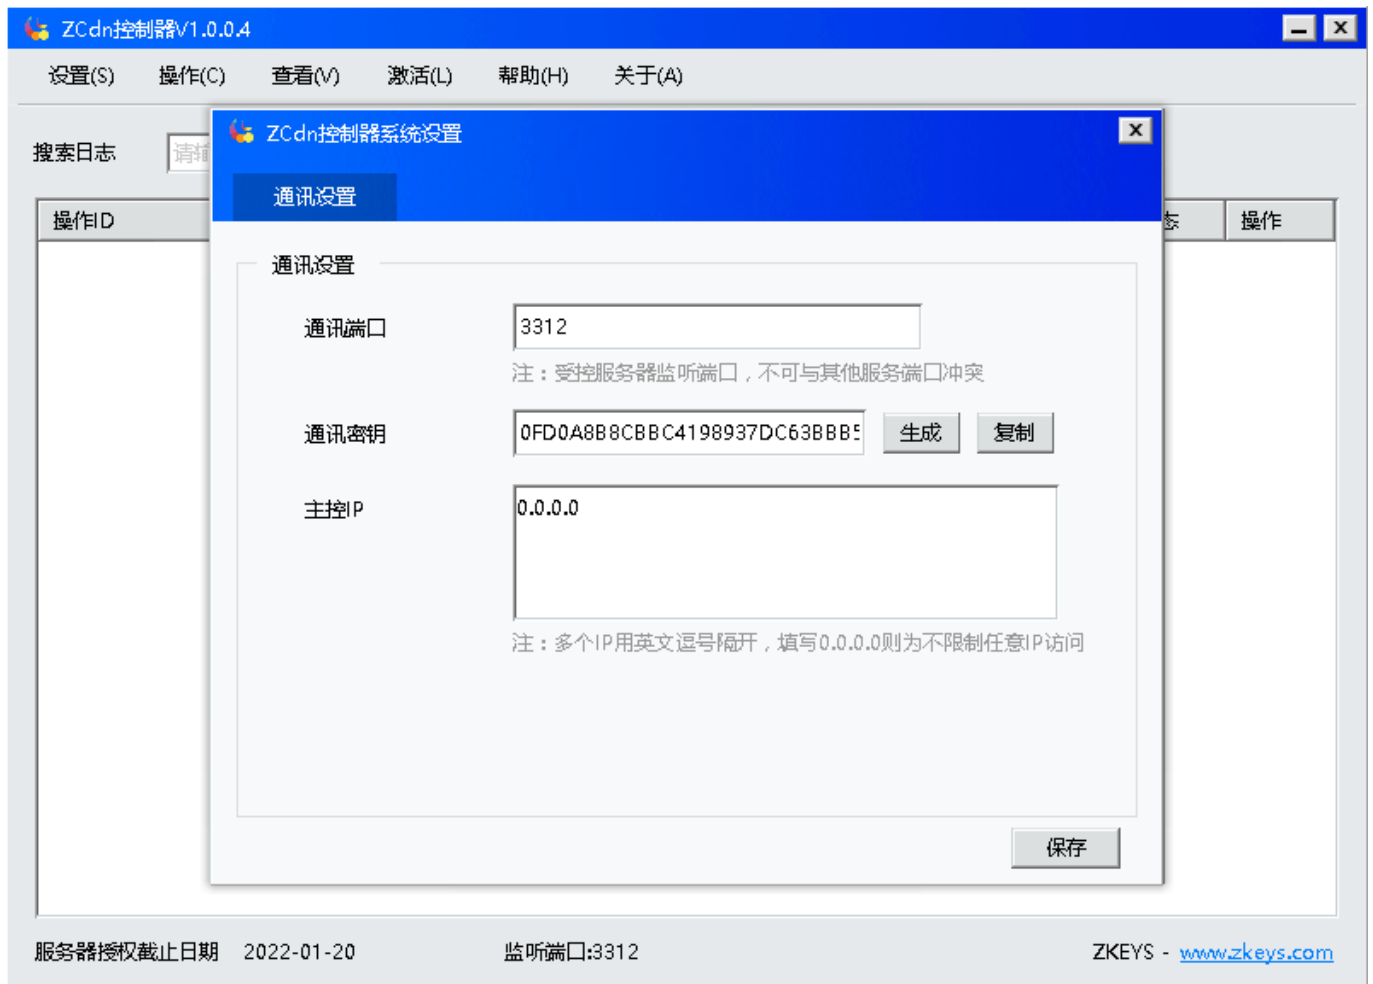 ZCdn控制器V1.0.0.4
设置(S) 操作(C) 查看(V) 激活(L) 帮助(H) 关于(A)
ZCdn控制器系统设置
搜索日志 请输
通讯设置
操作ID 操作
通讯设置
通讯端口 3312
注：受控服务器监听端口，不可与其他服务端口冲突
通讯密钥 0FD0A8B8CBBC4198937DC63BBB5 生成 复制
主控IP 0.0.0.0
注：多个IP用英文逗号隔开，填写0.0.0.0则为不限制任意IP访问
保存
服务器授权截止日期 2022-01-20 监听端口:3312 ZKEYS - www.zkeys.com